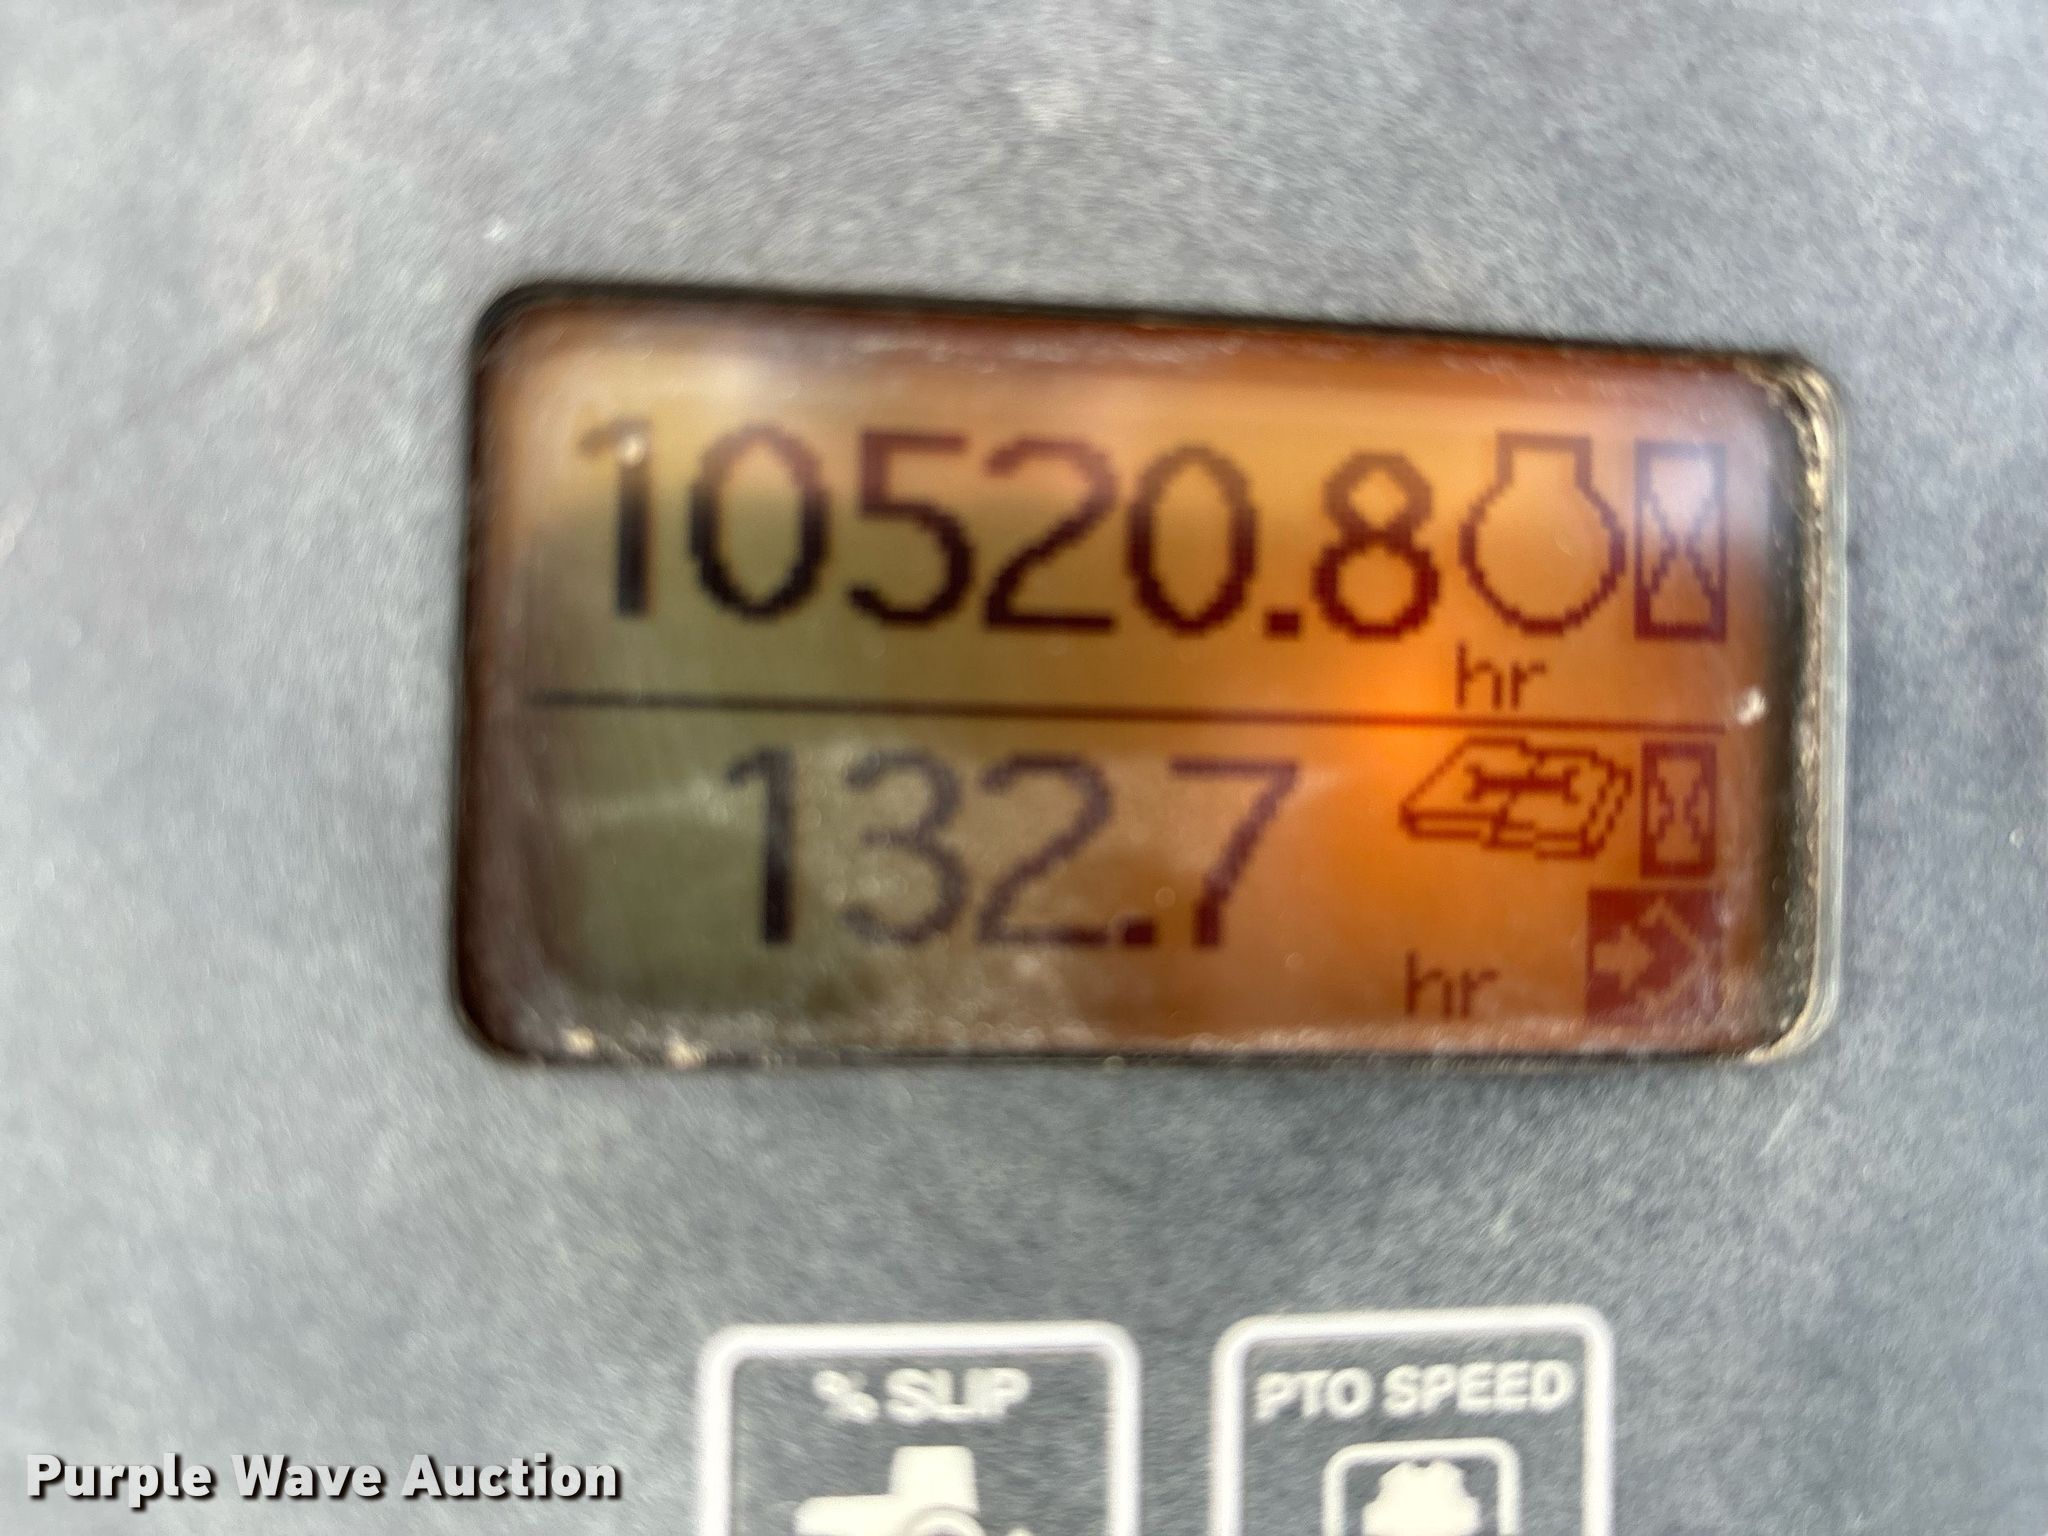 10520.8
hr
132.7
hr
% SLIP
PTO SPEED
Purple Wave Auction